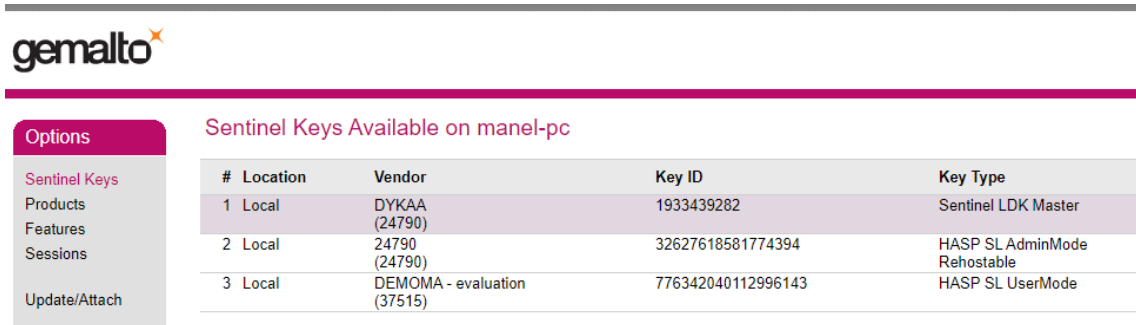 gemalto
Options
Sentinel Keys
Products
Features
Sessions
Update/Attach
Sentinel Keys Available on manel-pc
# Location Vendor Key ID Key Type
1 Local DYKAA 1933439282 Sentinel LDK Master
(24790)
2 Local 24790 32627618581774394 HASP SL AdminMode
(24790) Rehostable
3 Local DEMOMA - evaluation 776342040112996143 HASP SL UserMode
(37515)